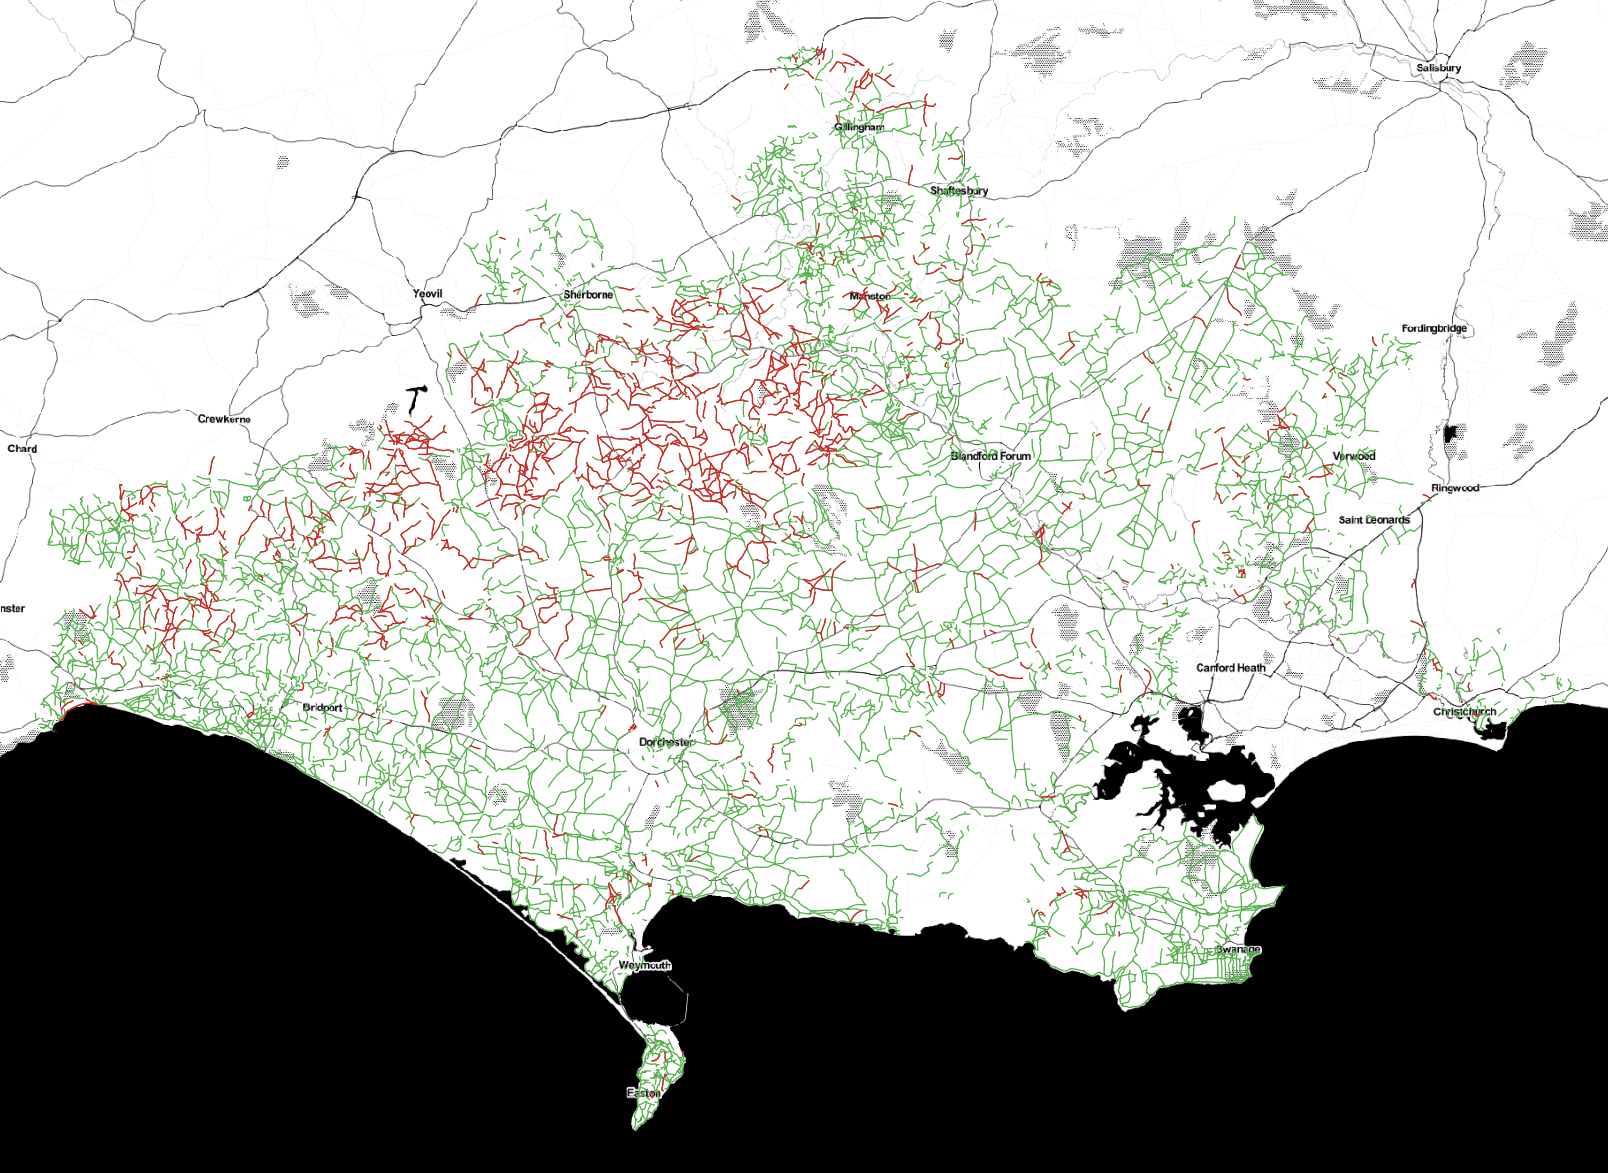 Salisbury
Gillingham
Shaftesbury
Yeovil
Sherborne
Manston
Fordingbridge
Crewkerne
Chard
Blandford Forum
Verwood
Ringwood
Saint Leonards
nster
Canford Heath
Bridport
Christchurch
Dorchester
Swanage
Weymouth
Easton